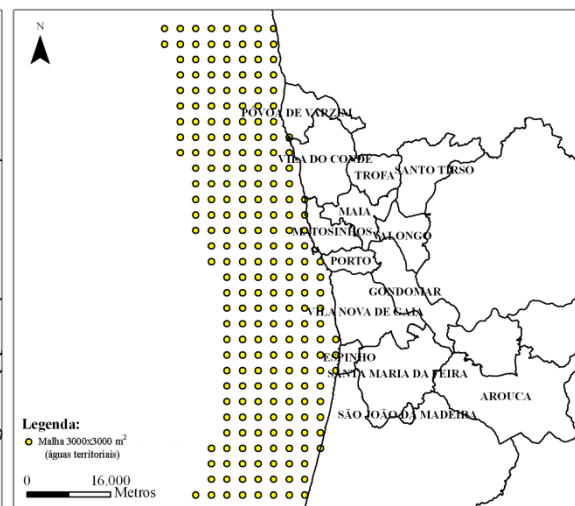 N
PÓVOA DE VARZIM
VILA DO CONDE
TROFA
SANTO TIRSO
MAIA
MATOSINHOS
VALONGO
PORTO
GONDOMAR
VILA NOVA DE GAIA
ESPINHO
SANTA MARIA DA FEIRA
AROUCA
SÃO JOÃO DA MADEIRA
Legenda:
Malha 3000x3000 m²
(águas territoriais)
0 16.000
Metros